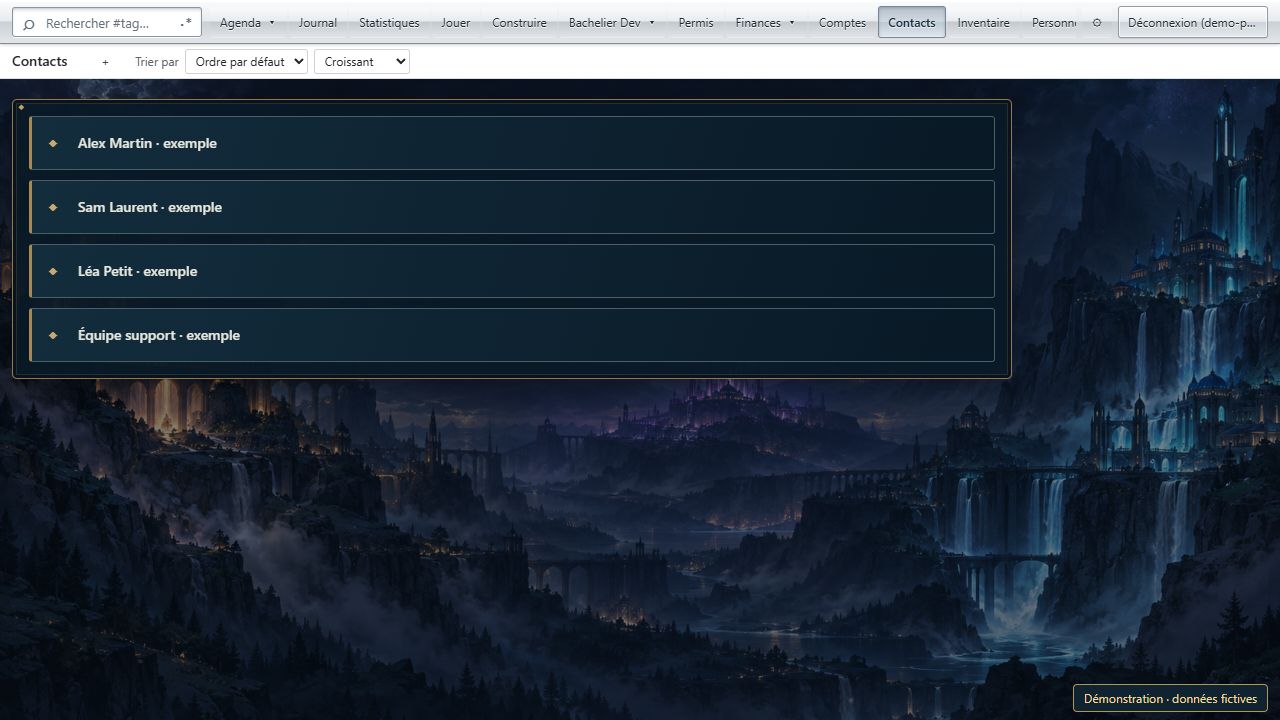 Rechercher #tag... .* Agenda Journal Statistiques Jouer Construire Bachelier Dev Permis Finances Comptes Contacts Inventaire Personn Déconnexion (demo-p...
Contacts + Trier par Ordre par défaut Croissant
Alex Martin · exemple
Sam Laurent · exemple
Léa Petit · exemple
Équipe support · exemple
Démonstration · données fictives